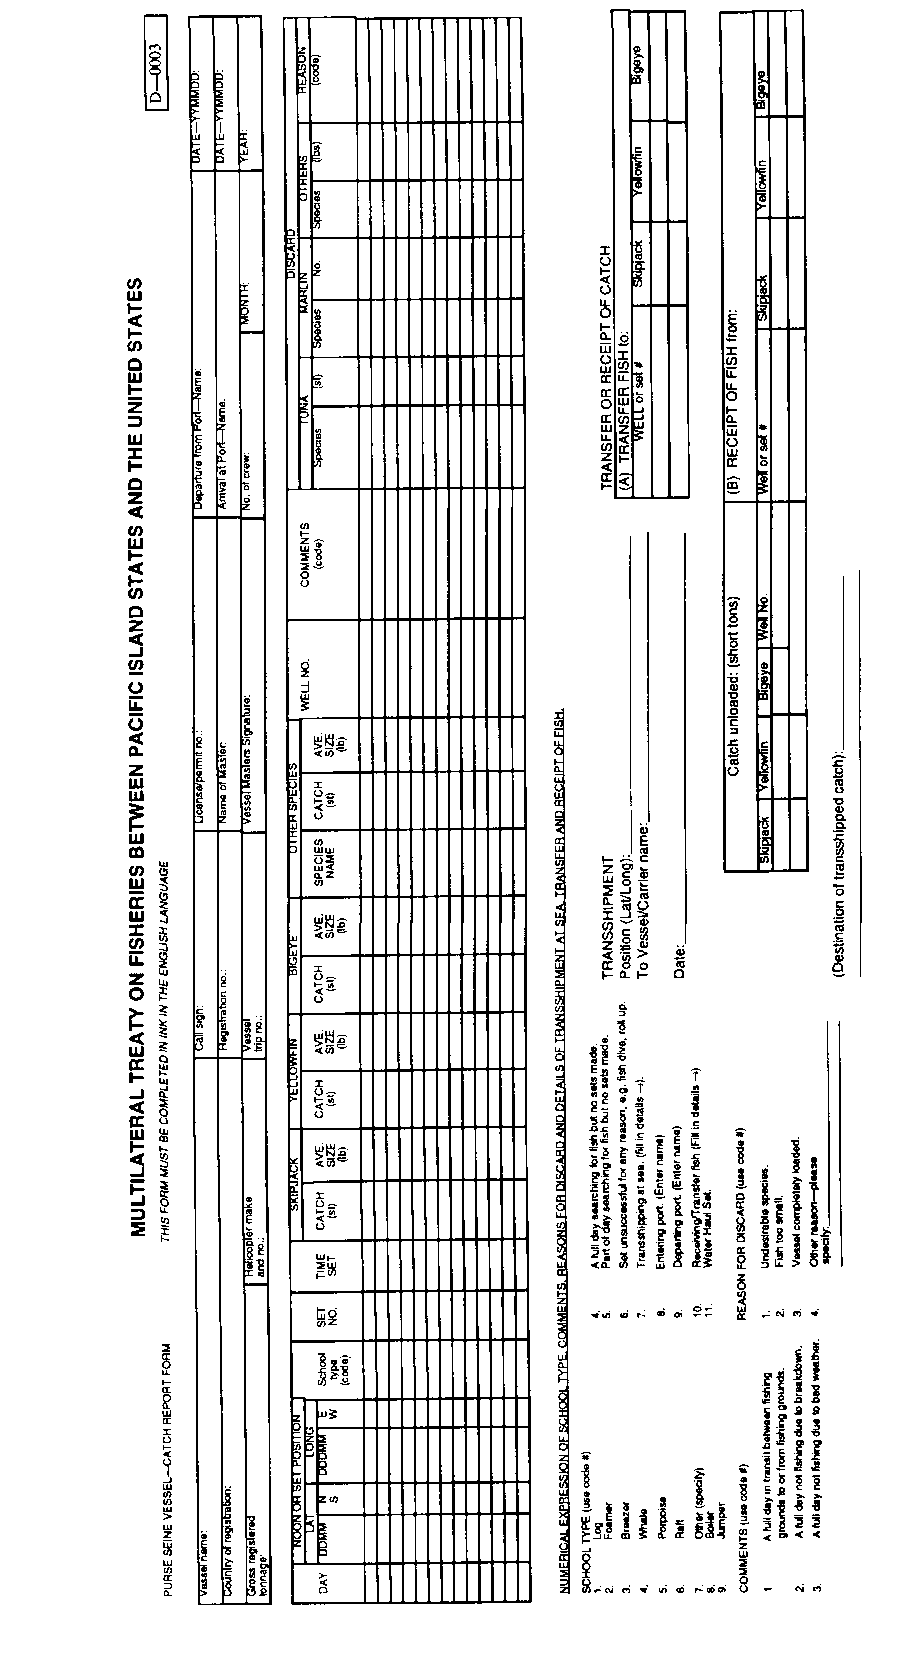 D—0003
MULTILATERAL TREATY ON FISHERIES BETWEEN PACIFIC ISLAND STATES AND THE UNITED STATES
PURSE SEINE VESSEL—CATCH REPORT FORM THIS FORM MUST BE COMPLETED IN INK IN THE ENGLISH LANGUAGE
Vessel name: Call sign: License/permit no.: Departure from Port—Name: DATE—YYMMDD:
Country of registration: Registration no.: Name of Master: Arrival at Port—Name. DATE—YYMMDD:
Gross registered tonnage: Helicopter make and no.: Vessel trip no.: Vessel Masters Signature: No. of crew: MONTH: YEAR:
NOON OR SET POSITION SKIPJACK YELLOWFIN BIGEYE OTHER SPECIES DISCARD
LAT LONG TUNA MARLIN OTHERS REASON
DAY DDMM N S DDDMM E W School type (code) SET NO. TIME SET CATCH (st) AVE. SIZE (lb) CATCH (st) AVE. SIZE (lb) CATCH (st) AVE. SIZE (lb) SPECIES NAME CATCH (st) AVE. SIZE (lb) WELL NO. COMMENTS (code) Species (st) Species No. Species (lbs) (code)
NUMERICAL EXPRESSION OF SCHOOL TYPE, COMMENTS, REASONS FOR DISCARD AND DETAILS OF TRANSSHIPMENT AT SEA, TRANSFER AND RECEIPT OF FISH.
SCHOOL TYPE (use code #)
1. Log
2. Foamer
3. Breezer
4. Whale
5. Porpoise
6. Raft
7. Other (specify)
8. Boiler
9. Jumper
COMMENTS (use code #)
1 A full day in transit between fishing
grounds to or from fishing grounds.
2. A full day not fishing due to breakdown.
3. A full day not fishing due to bad weather.
4. A full day searching for fish but no sets made.
5. Part of day searching for fish but no sets made.
6. Set unsuccessful for any reason, e.g. fish dive, roll up.
7. Transshipping at sea. (fill in details →).
8. Entering port. (Enter name)
9. Departing port. (Enter name)
10. Receiving/Transfer fish (Fill in details →)
11. Water Haul Set.
REASON FOR DISCARD (use code #)
1. Undesirable species.
2. Fish too small.
3. Vessel completely loaded.
4. Other reason—please
specify
TRANSSHIPMENT
Position (Lat/Long):
To Vessel/Carrier name:
Date:
TRANSFER OR RECEIPT OF CATCH
(A) TRANSFER FISH to:
WELL or set # Skipjack Yellowfin Bigeye
Catch unloaded: (short tons) (B) RECEIPT OF FISH from:
Skipjack Yellowfin Bigeye Well No. Well or set # Skipjack Yellowfin Bigeye
(Destination of transshipped catch):